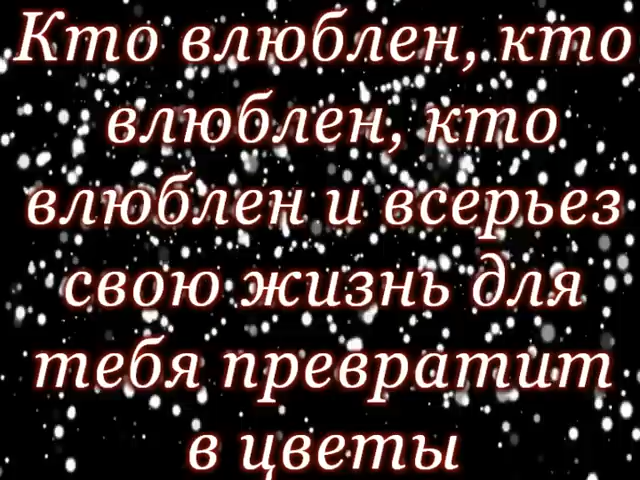 Кто влюблен, кто
влюблен, кто
влюблен и всерьез
свою жизнь для
тебя превратит
в цветы